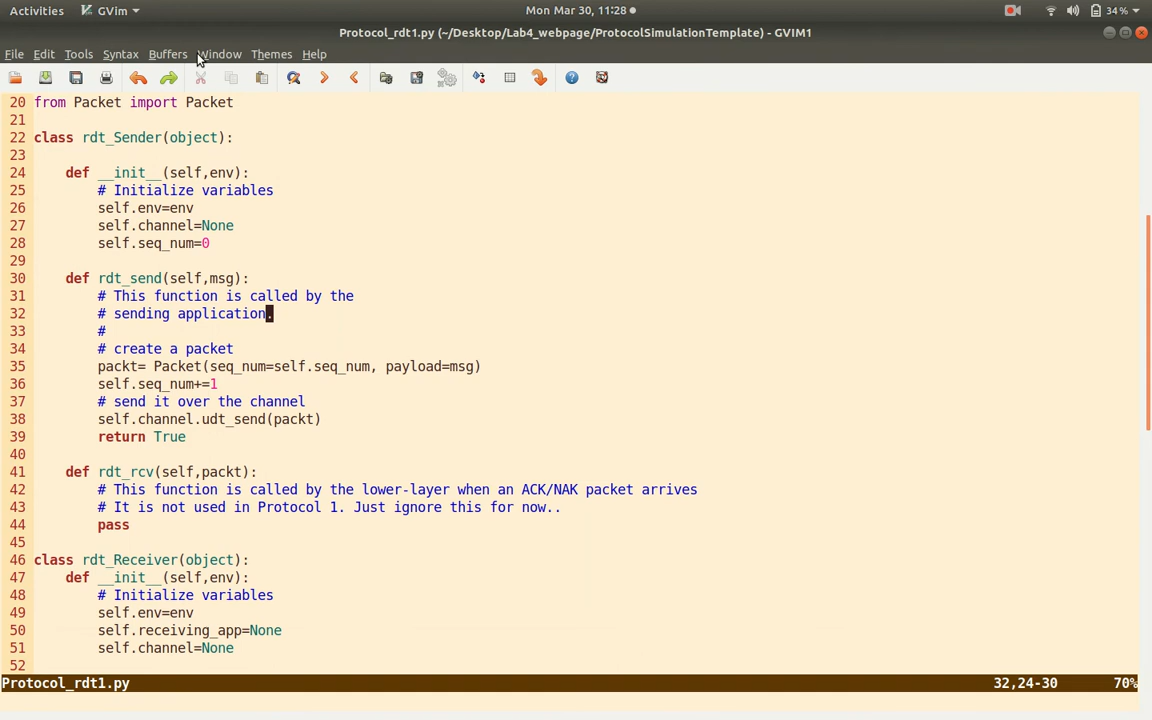 Activities GVim Mon Mar 30, 11:28 34%
Protocol_rdt1.py (~/Desktop/Lab4_webpage/ProtocolSimulationTemplate) - GVIM1
File Edit Tools Syntax Buffers Window Themes Help
20 from Packet import Packet
21
22 class rdt_Sender(object):
23
24     def __init__(self,env):
25         # Initialize variables
26         self.env=env
27         self.channel=None
28         self.seq_num=0
29
30     def rdt_send(self,msg):
31         # This function is called by the
32         # sending application.
33         #
34         # create a packet
35         packt= Packet(seq_num=self.seq_num, payload=msg)
36         self.seq_num+=1
37         # send it over the channel
38         self.channel.udt_send(packt)
39         return True
40
41     def rdt_rcv(self,packt):
42         # This function is called by the lower-layer when an ACK/NAK packet arrives
43         # It is not used in Protocol 1. Just ignore this for now..
44         pass
45
46 class rdt_Receiver(object):
47     def __init__(self,env):
48         # Initialize variables
49         self.env=env
50         self.receiving_app=None
51         self.channel=None
52
Protocol_rdt1.py 32,24-30 70%